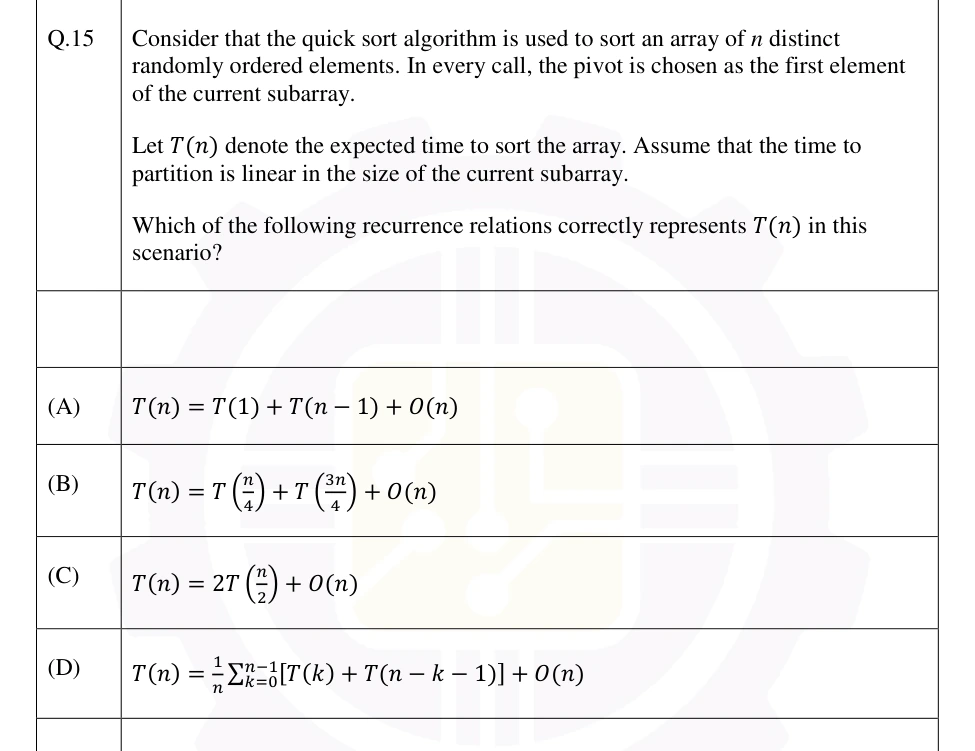 Q.15 Consider that the quick sort algorithm is used to sort an array of n distinct
randomly ordered elements. In every call, the pivot is chosen as the first element
of the current subarray.
Let T(n) denote the expected time to sort the array. Assume that the time to
partition is linear in the size of the current subarray.
Which of the following recurrence relations correctly represents T(n) in this
scenario?
(A) T(n) = T(1) + T(n − 1) + O(n)
(B) T(n) = T(n/4) + T(3n/4) + O(n)
(C) T(n) = 2T(n/2) + O(n)
(D) T(n) = 1/n ∑_{k=0}^{n−1}[T(k) + T(n − k − 1)] + O(n)